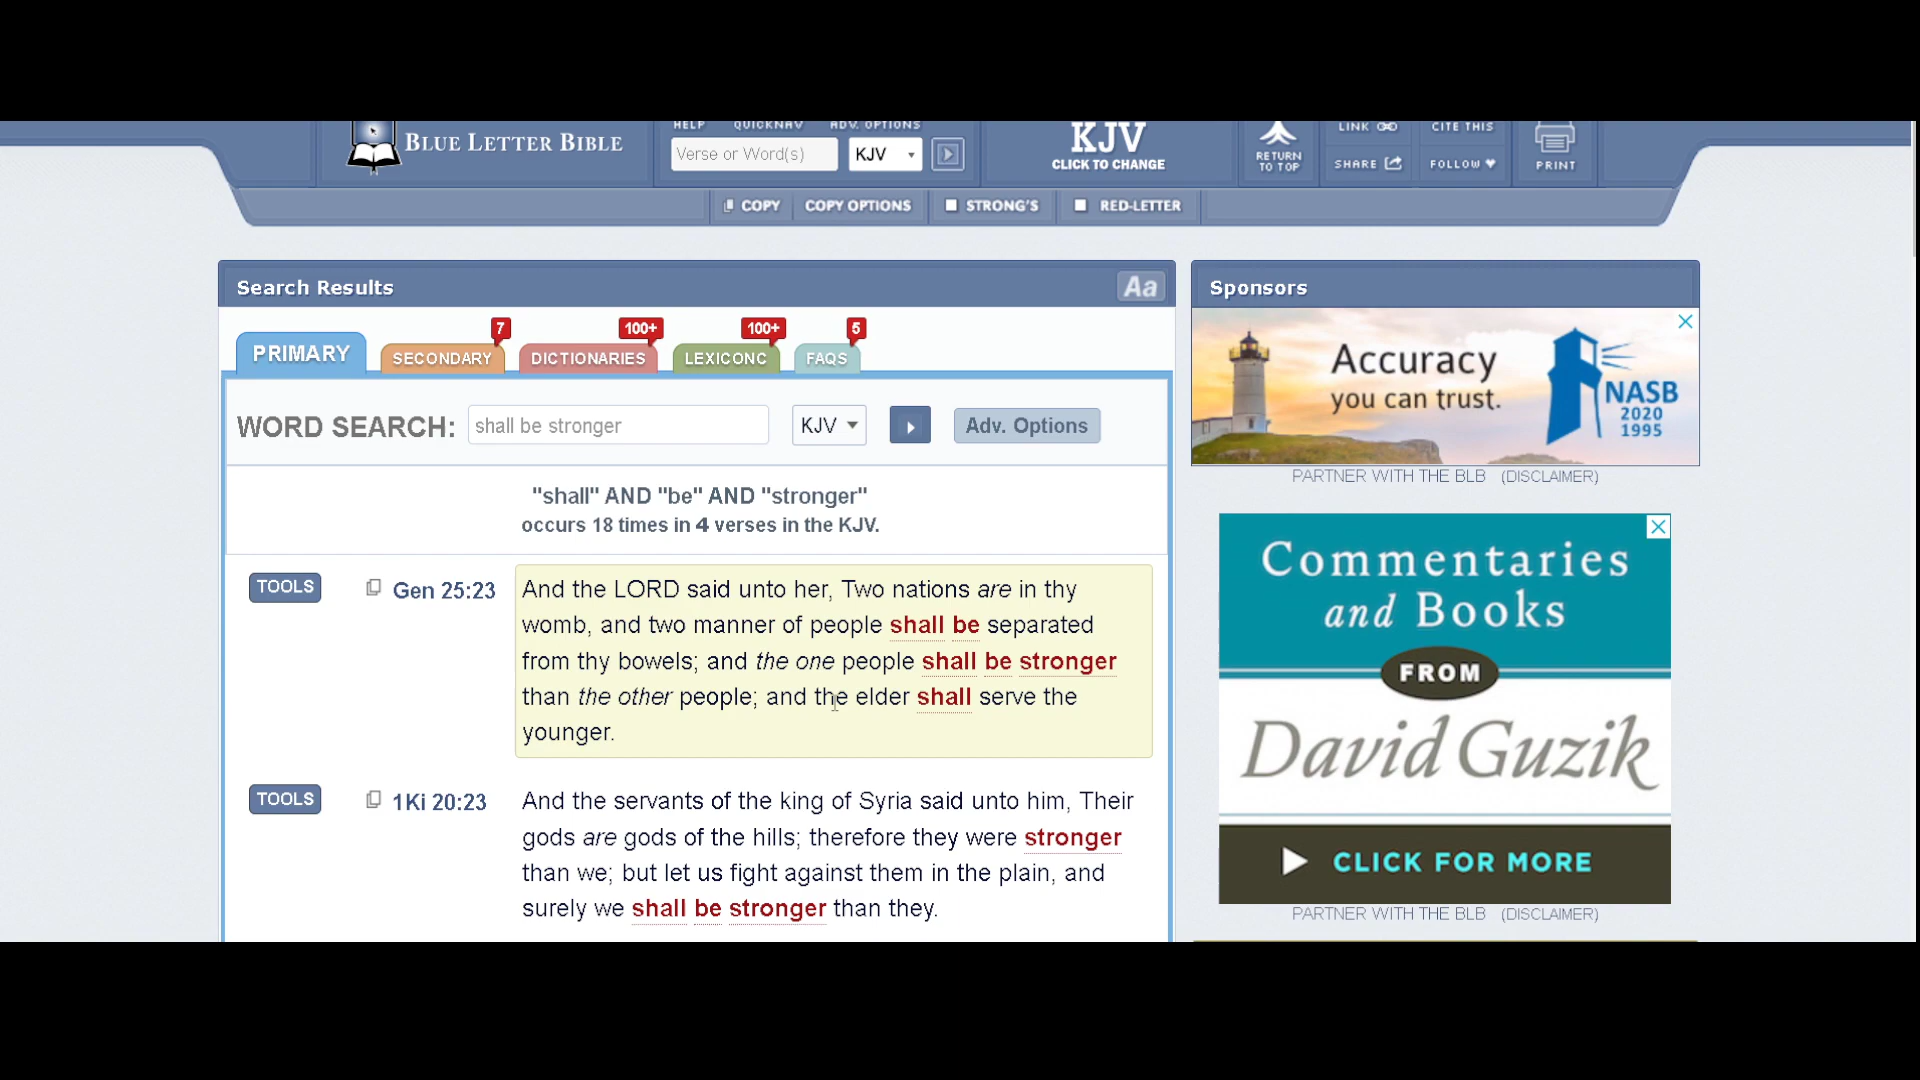 BLUE LETTER BIBLE
HELP QUICKNAV ADV. OPTIONS
Verse or Word(s) KJV
KJV
CLICK TO CHANGE
RETURN
TO TOP
LINK CITE THIS
SHARE FOLLOW
PRINT
COPY COPY OPTIONS STRONG'S RED-LETTER
Search Results Aa
PRIMARY
SECONDARY 7
DICTIONARIES 100+
LEXICONC 100+
FAQS 5
WORD SEARCH: shall be stronger KJV Adv. Options
"shall" AND "be" AND "stronger"
occurs 18 times in 4 verses in the KJV.
TOOLS Gen 25:23 And the LORD said unto her, Two nations are in thy
womb, and two manner of people shall be separated
from thy bowels; and the one people shall be stronger
than the other people; and the elder shall serve the
younger.
TOOLS 1Ki 20:23 And the servants of the king of Syria said unto him, Their
gods are gods of the hills; therefore they were stronger
than we; but let us fight against them in the plain, and
surely we shall be stronger than they.
Sponsors
Accuracy
you can trust.
NASB
2020
1995
PARTNER WITH THE BLB (DISCLAIMER)
Commentaries
and Books
FROM
David Guzik
CLICK FOR MORE
PARTNER WITH THE BLB (DISCLAIMER)